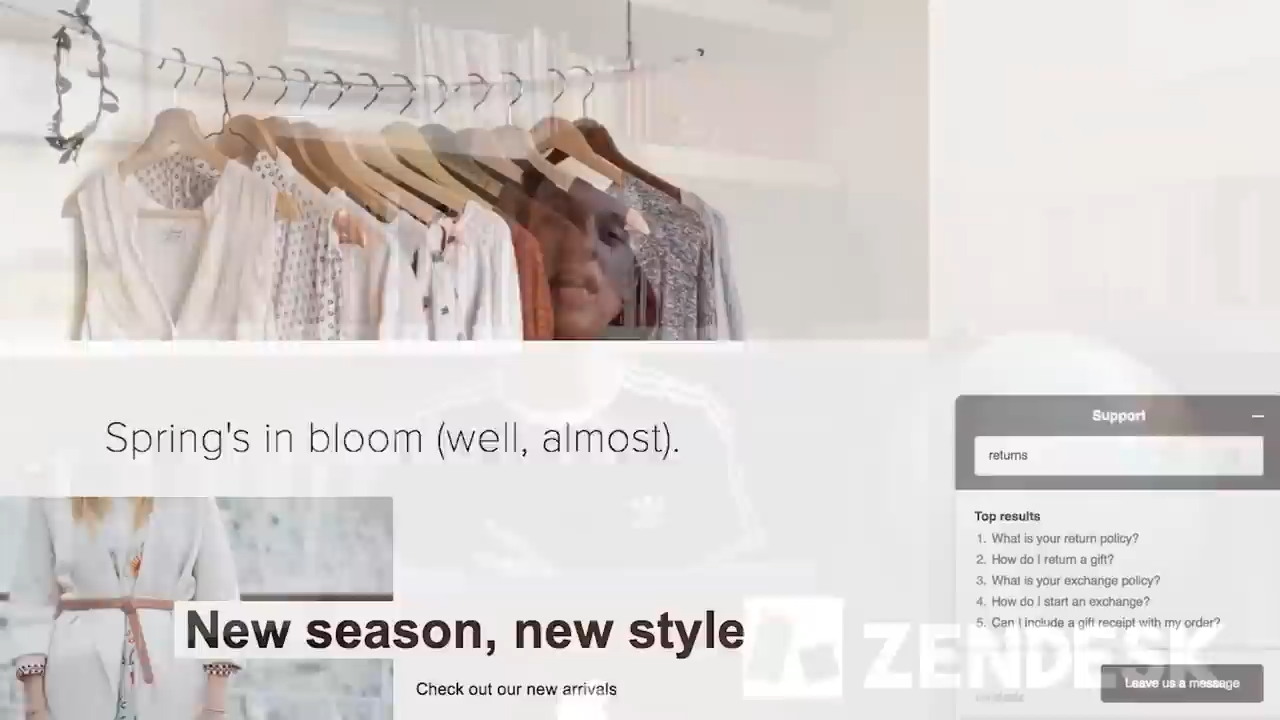 Spring's in bloom (well, almost).
New season, new style
Check out our new arrivals
Support
returns
Top results
1. What is your return policy?
2. How do I return a gift?
3. What is your exchange policy?
4. How do I start an exchange?
5. Can I include a gift receipt with my order?
ZENDESK
Leave us a message